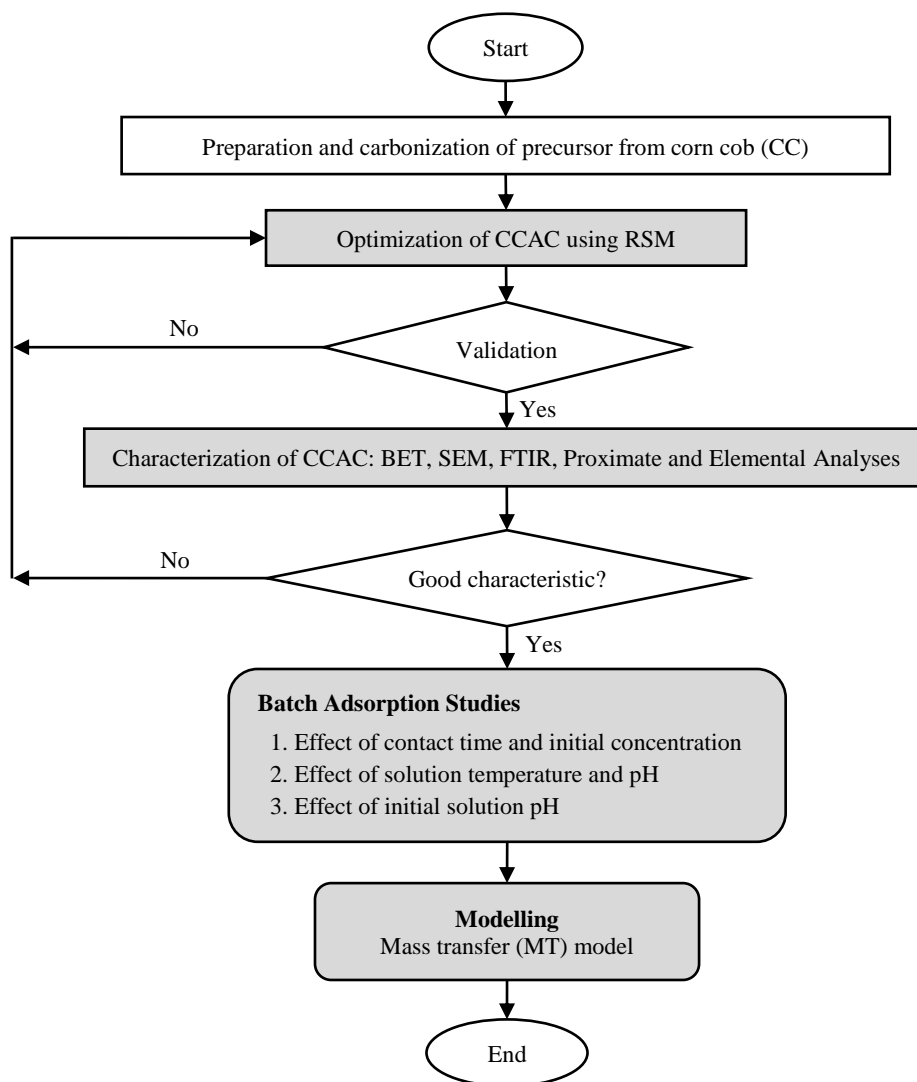 Start
Preparation and carbonization of precursor from corn cob (CC)
Optimization of CCAC using RSM
No
Validation
Yes
Characterization of CCAC: BET, SEM, FTIR, Proximate and Elemental Analyses
No
Good characteristic?
Yes
Batch Adsorption Studies
1. Effect of contact time and initial concentration
2. Effect of solution temperature and pH
3. Effect of initial solution pH
Modelling
Mass transfer (MT) model
End